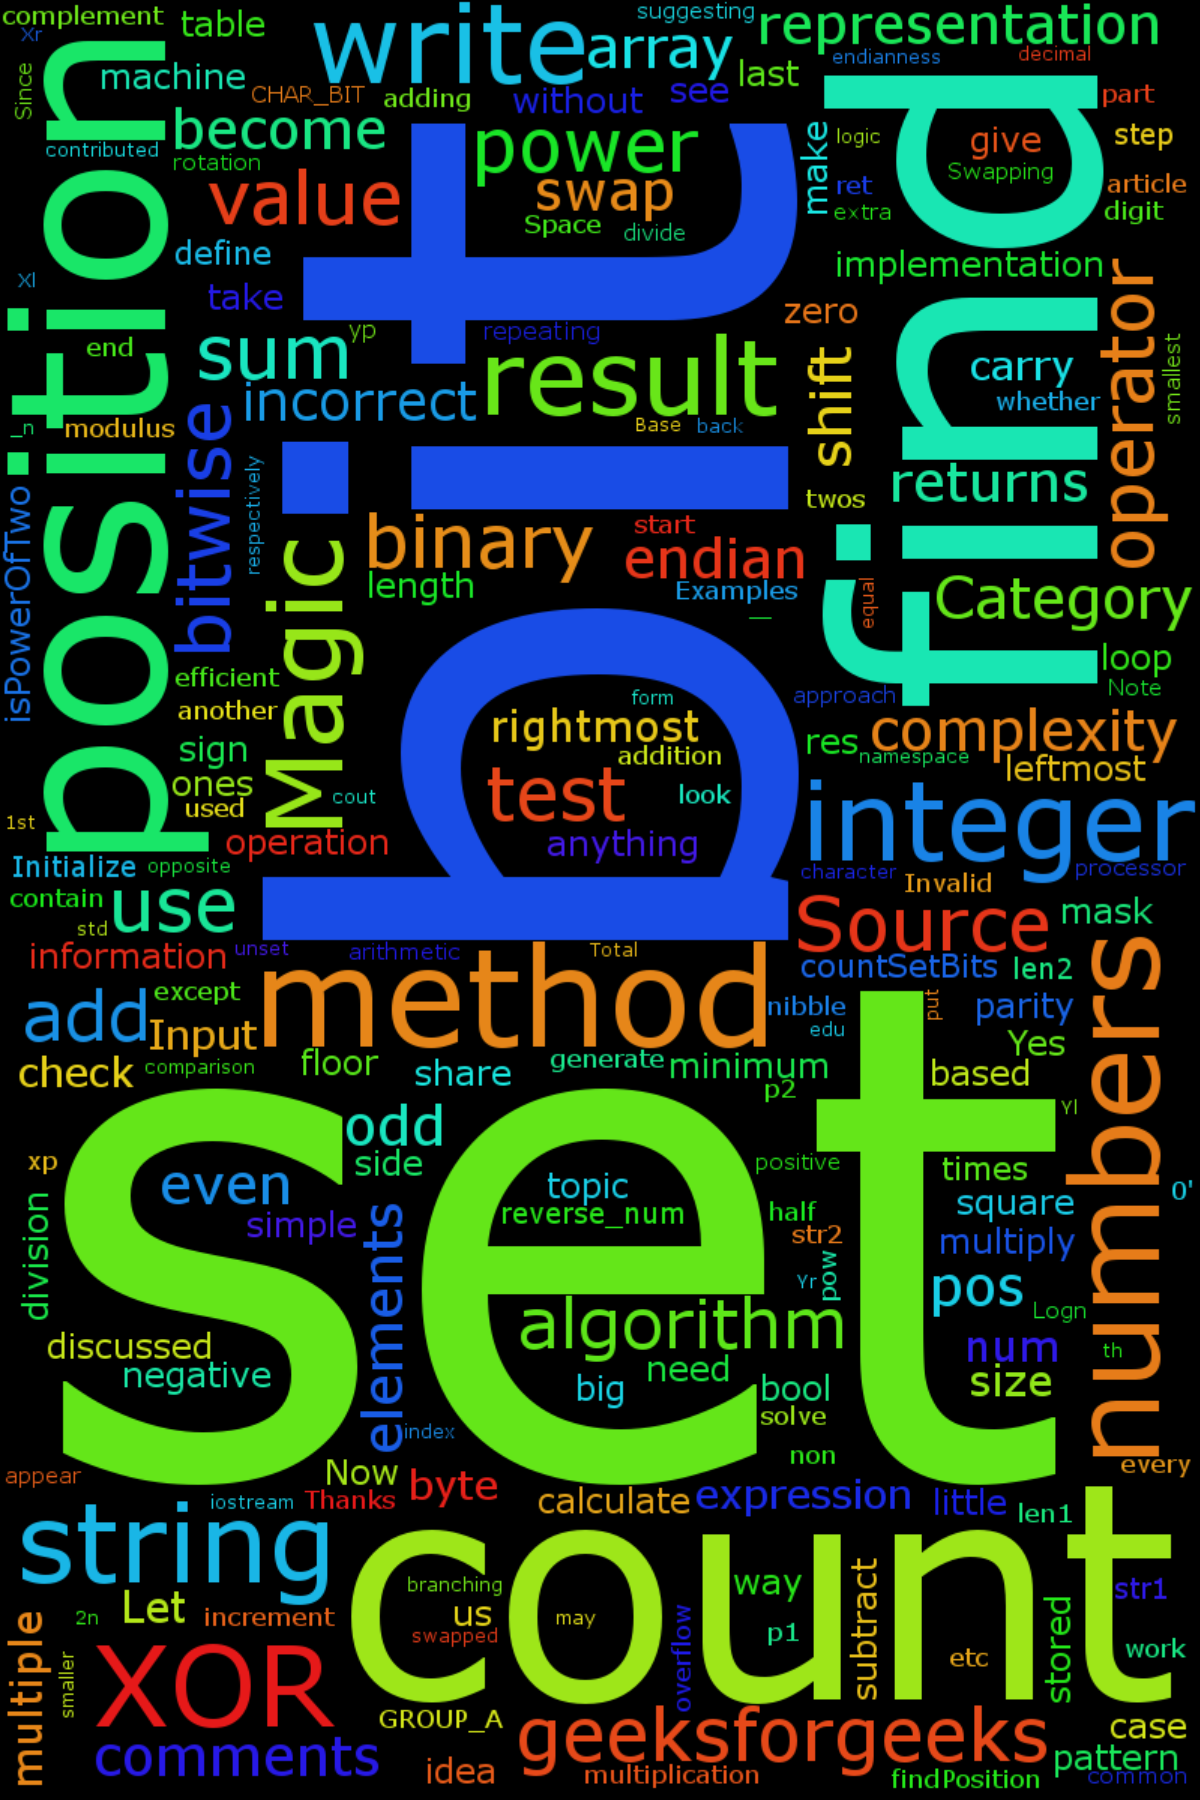 complement
table
suggesting
representation
Xr
write
array
endianness
decimal
Since
machine
CHAR_BIT
adding
without
see
last
part
become
power
make
logic
give
step
contributed
rotation
value
swap
ret
Swapping
article
extra
digit
Space
divide
define
implementation
Xl
take
position
bit
find
zero
operator
yp
repeating
end
sum
result
shift
carry
smallest
incorrect
whether
modulus
Base
back
bitwise
respectively
returns
twos
isPowerOfTwo
Magic
binary
start
endian
length
Examples
equal
Category
loop
Note
efficient
another
form
approach
rightmost
res
complexity
sign
addition
namespace
leftmost
ones
used
cout
test
look
integer
1st
operation
anything
Initialize
opposite
character
Invalid
processor
contain
use
std
Source
mask
information
unset
arithmetic
Total
countSetBits
len2
numbers
add
except
method
nibble
put
parity
Input
edu
Yes
check
comparison
floor
share
generate
minimum
based
p2
set
odd
Yl
xp
side
positive
times
even
topic
square
0'
simple
reverse_num
half
division
elements
str2
multiply
Yr
pow
pos
Logn
algorithm
discussed
num
th
negative
need
big
bool
size
solve
index
non
appear
Now
byte
every
iostream
Thanks
calculate
expression
little
len1
string
count
branching
way
subtract
str1
2n
Let
increment
us
may
multiple
swapped
overflow
p1
stored
smaller
XOR
etc
work
GROUP_A
geeksforgeeks
case
comments
idea
multiplication
findPosition
pattern
common